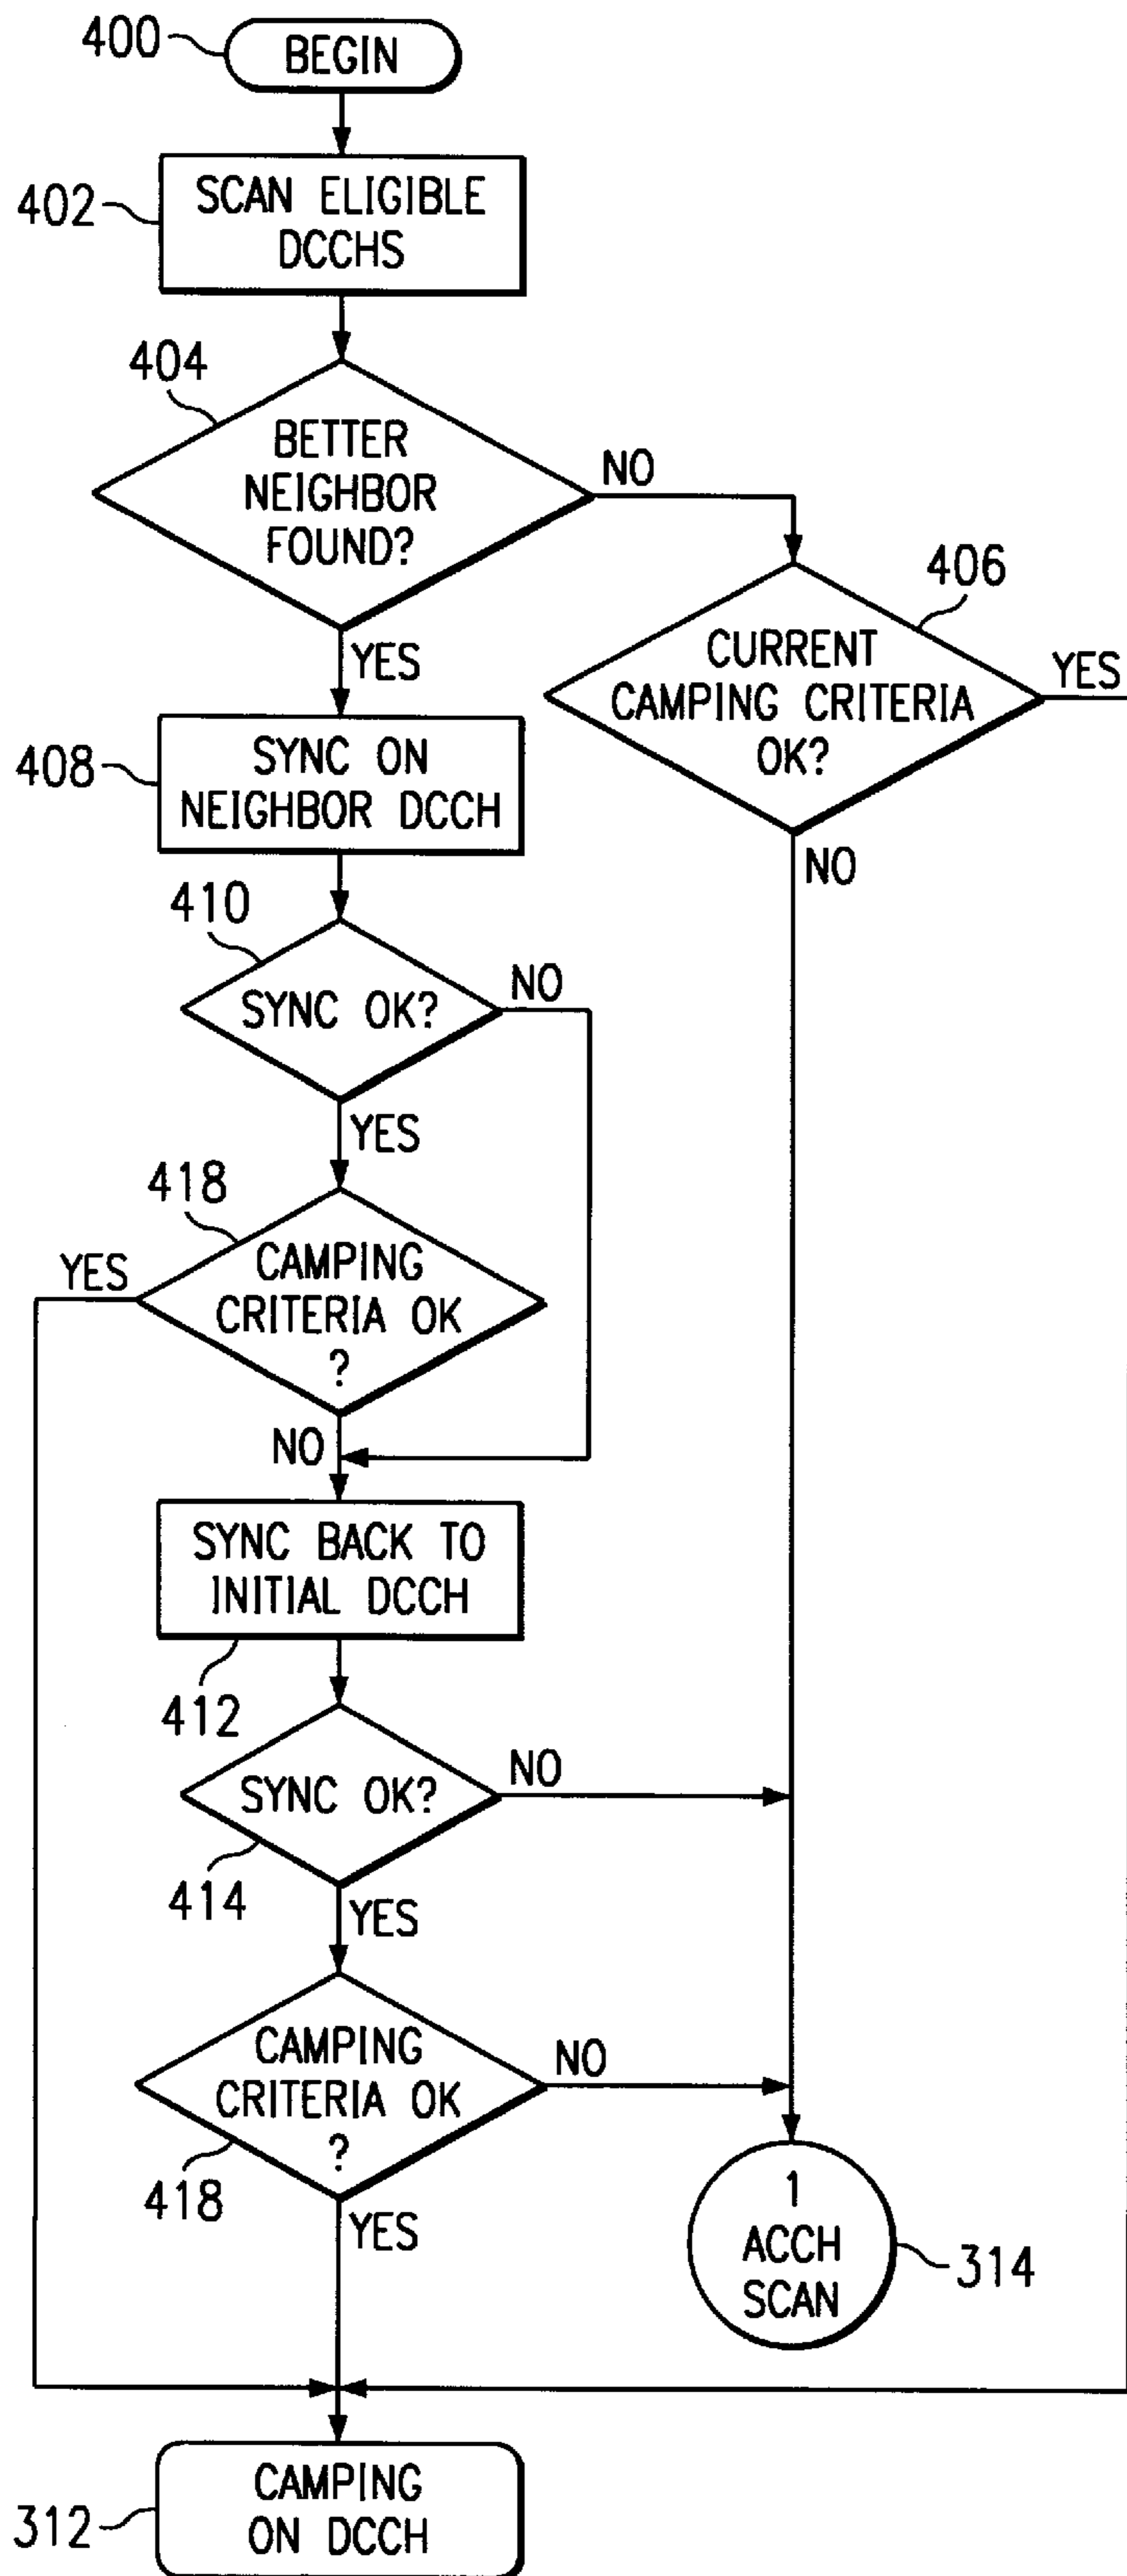 400
BEGIN
402
SCAN ELIGIBLE
DCCHS
404
BETTER
NEIGHBOR
FOUND?
NO
YES
406
CURRENT
CAMPING CRITERIA
OK?
YES
NO
408
SYNC ON
NEIGHBOR DCCH
410
SYNC OK?
NO
YES
418
CAMPING
CRITERIA OK
?
YES
NO
SYNC BACK TO
INITIAL DCCH
412
SYNC OK?
NO
414
YES
CAMPING
CRITERIA OK
?
NO
418
YES
1
ACCH
SCAN
314
CAMPING
ON DCCH
312